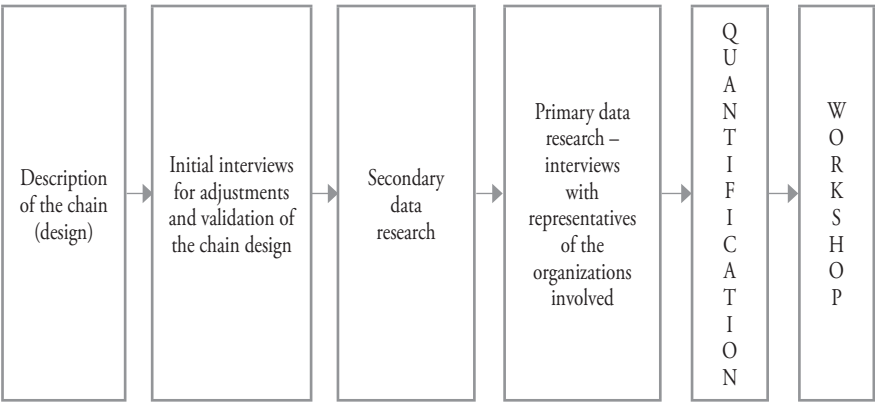 Description
of the chain
(design)
Initial interviews
for adjustments
and validation of
the chain design
Secondary
data
research
Primary data
research –
interviews
with
representatives
of the
organizations
involved
Q
U
A
N
T
I
F
I
C
A
T
I
O
N
W
O
R
K
S
H
O
P